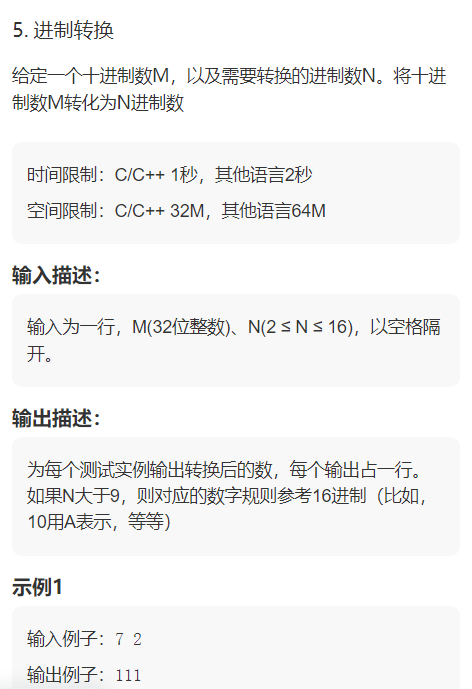 5. 进制转换
给定一个十进制数M，以及需要转换的进制数N。将十进
制数M转化为N进制数
时间限制：C/C++ 1秒，其他语言2秒
空间限制：C/C++ 32M，其他语言64M
输入描述：
输入为一行，M(32位整数)、N(2 ≤ N ≤ 16)，以空格隔
开。
输出描述：
为每个测试实例输出转换后的数，每个输出占一行。
如果N大于9，则对应的数字规则参考16进制（比如，
10用A表示，等等）
示例1
输入例子：7 2
输出例子：111